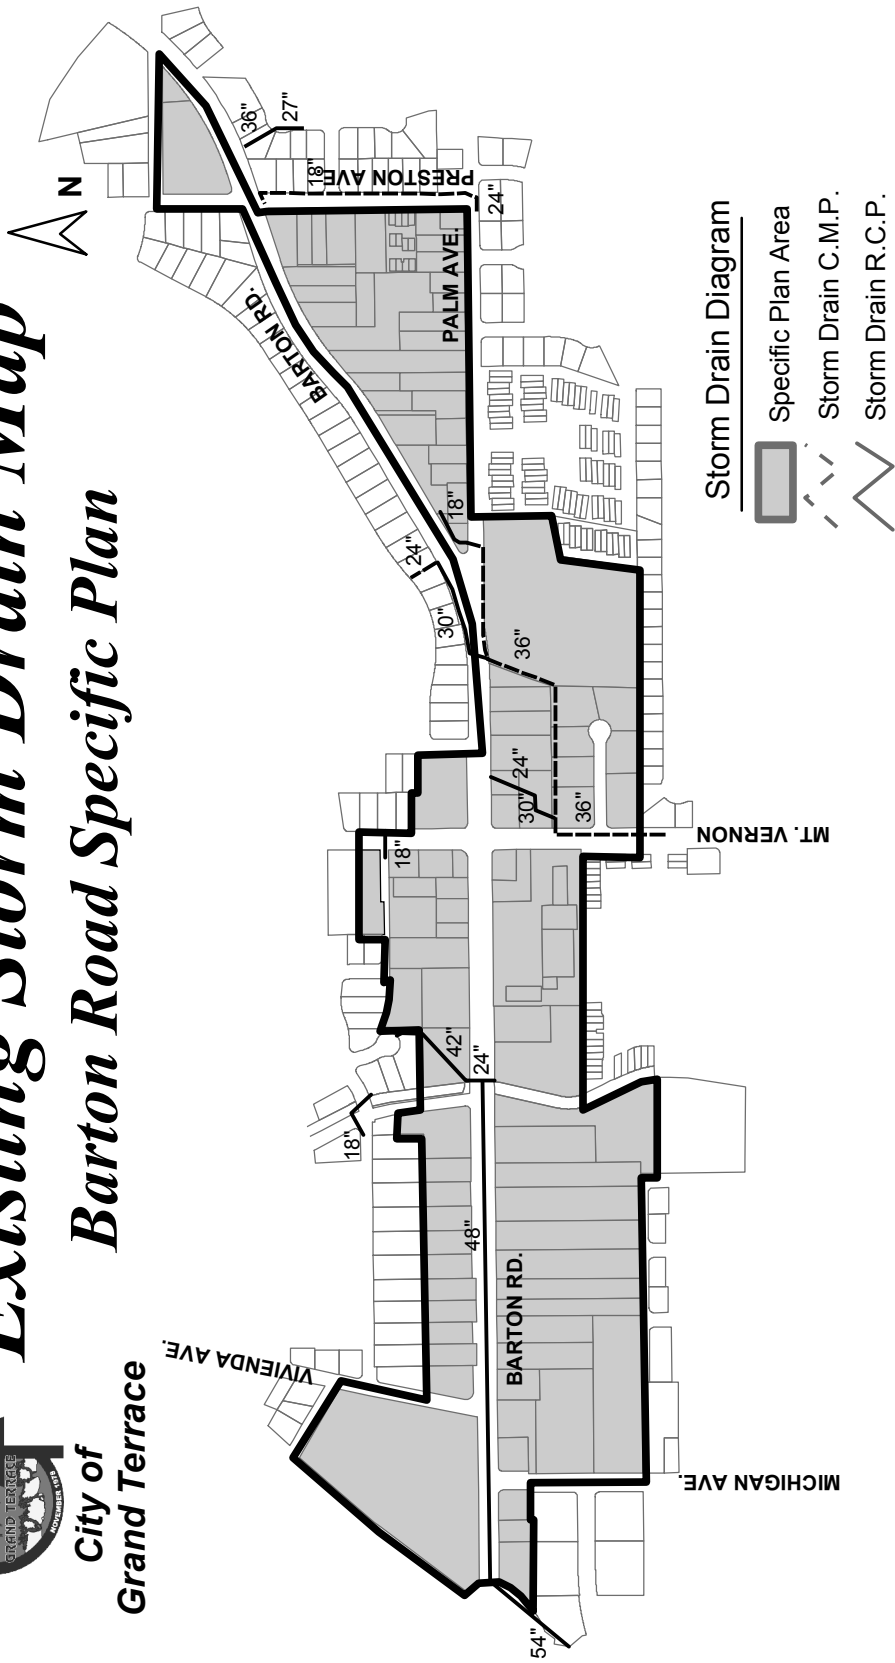 Existing Storm Drain Map
Barton Road Specific Plan
City of
Grand Terrace
GRAND TERRACE
NOVEMBER 1978
N
VIVIENDA AVE.
BARTON RD.
BARTON RD.
PALM AVE.
PRESTON AVE
MT. VERNON
MICHIGAN AVE.
54"
48"
18"
42"
24"
18"
30"
24"
36"
36"
30"
24"
18"
24"
18"
36"
27"
Storm Drain Diagram
Specific Plan Area
Storm Drain C.M.P.
Storm Drain R.C.P.